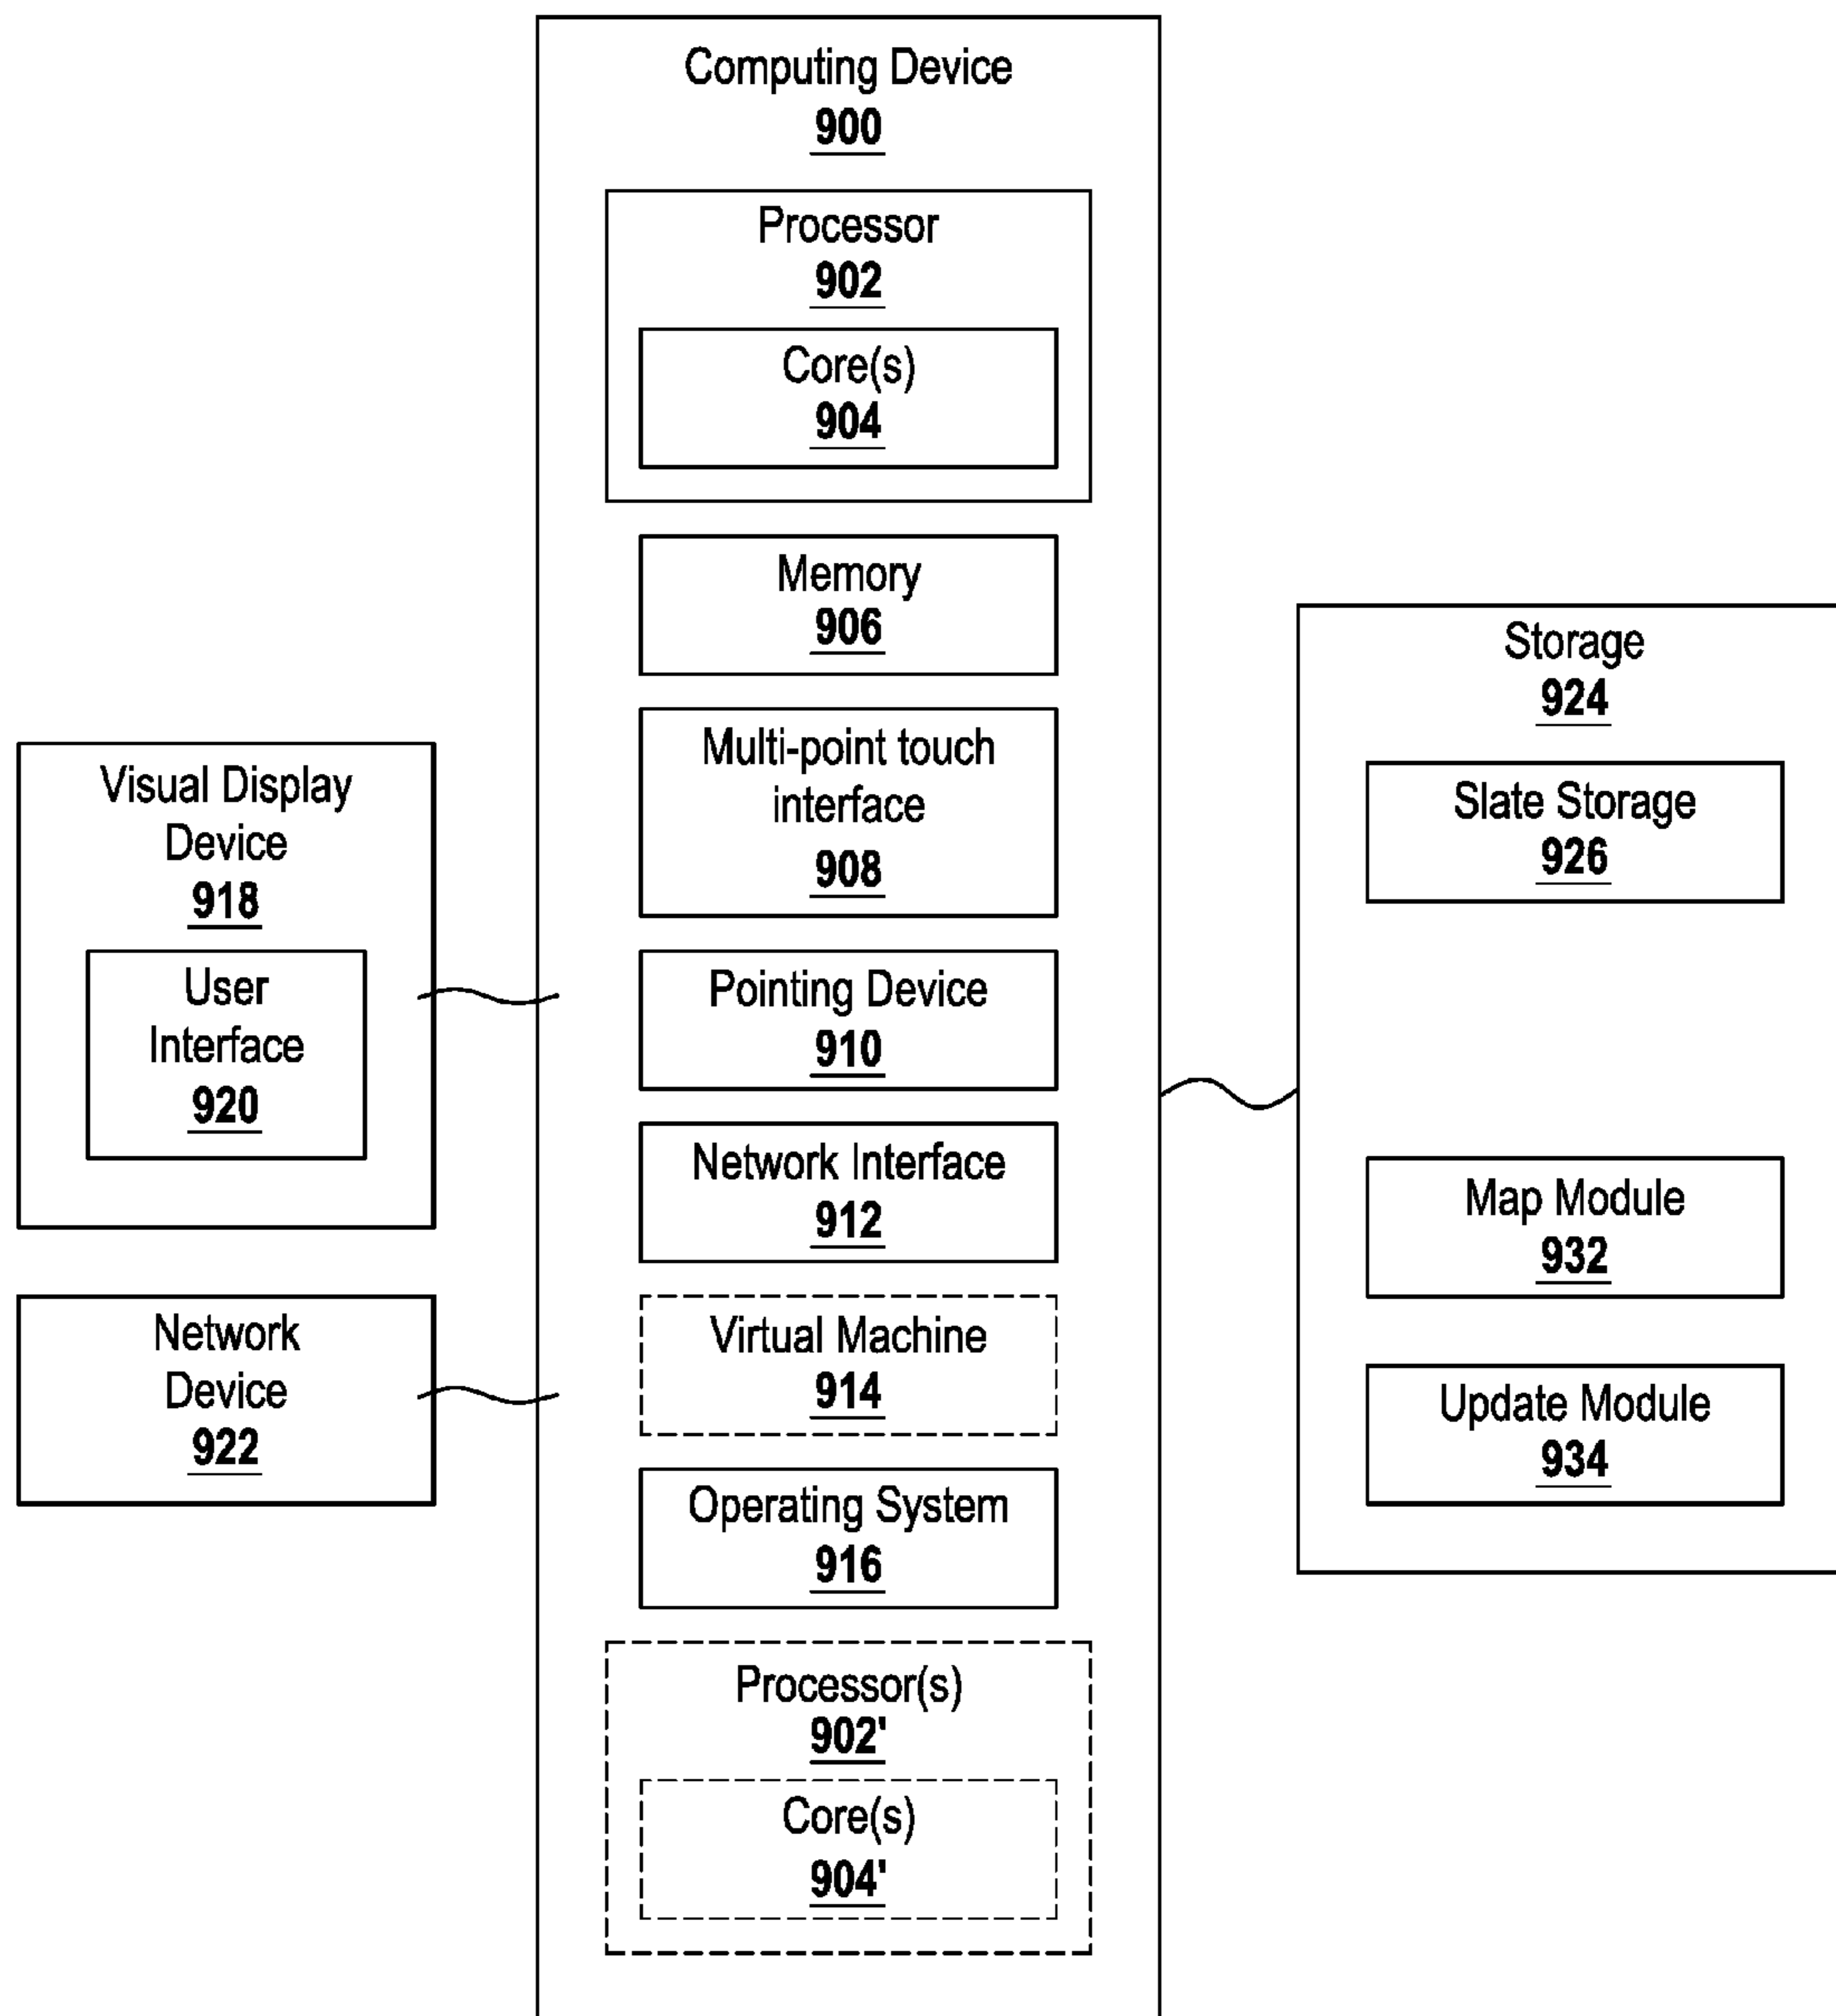 Computing Device
900
Processor
902
Core(s)
904
Memory
906
Multi-point touch
interface
908
Pointing Device
910
Network Interface
912
Virtual Machine
914
Operating System
916
Processor(s)
902'
Core(s)
904'
Visual Display
Device
918
User
Interface
920
Network
Device
922
Storage
924
Slate Storage
926
Map Module
932
Update Module
934